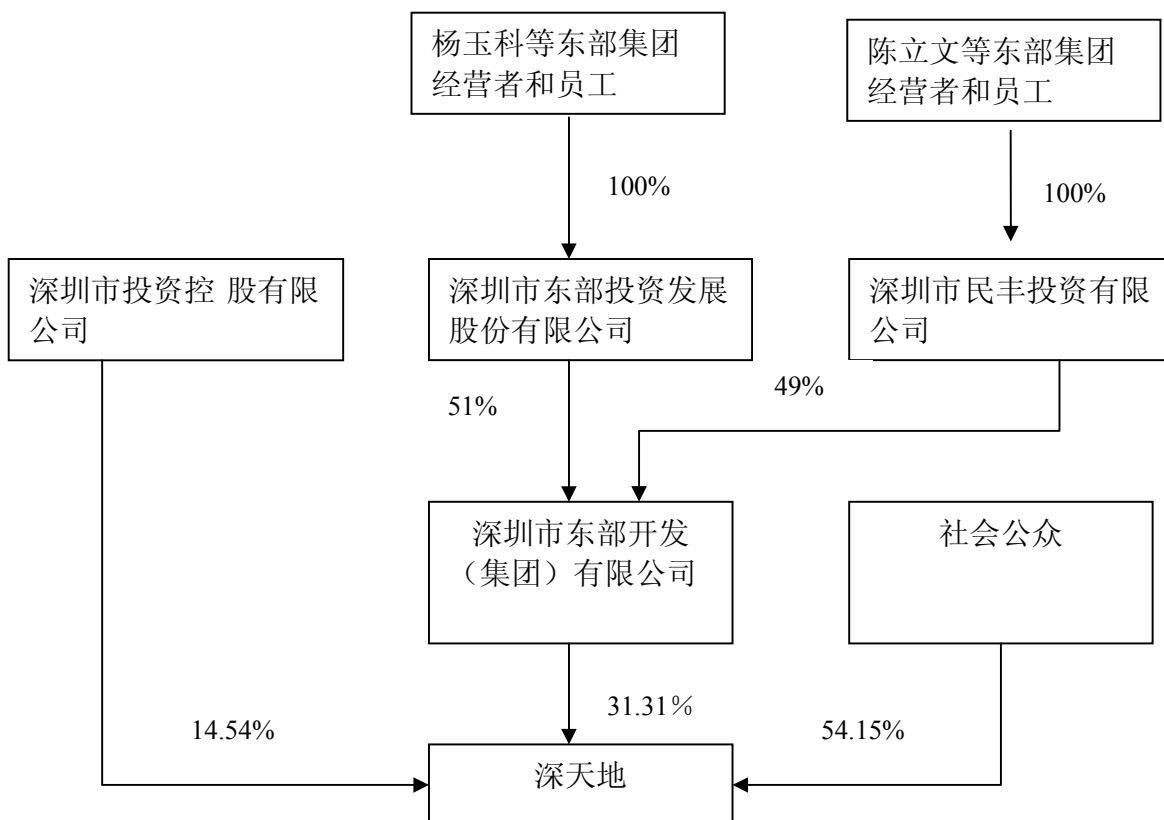 杨玉科等东部集团
经营者和员工
陈立文等东部集团
经营者和员工
100%
100%
深圳市投资控 股有限
公司
深圳市东部投资发展
股份有限公司
深圳市民丰投资有限
公司
51%
49%
深圳市东部开发
（集团）有限公司
社会公众
14.54%
31.31％
54.15%
深天地